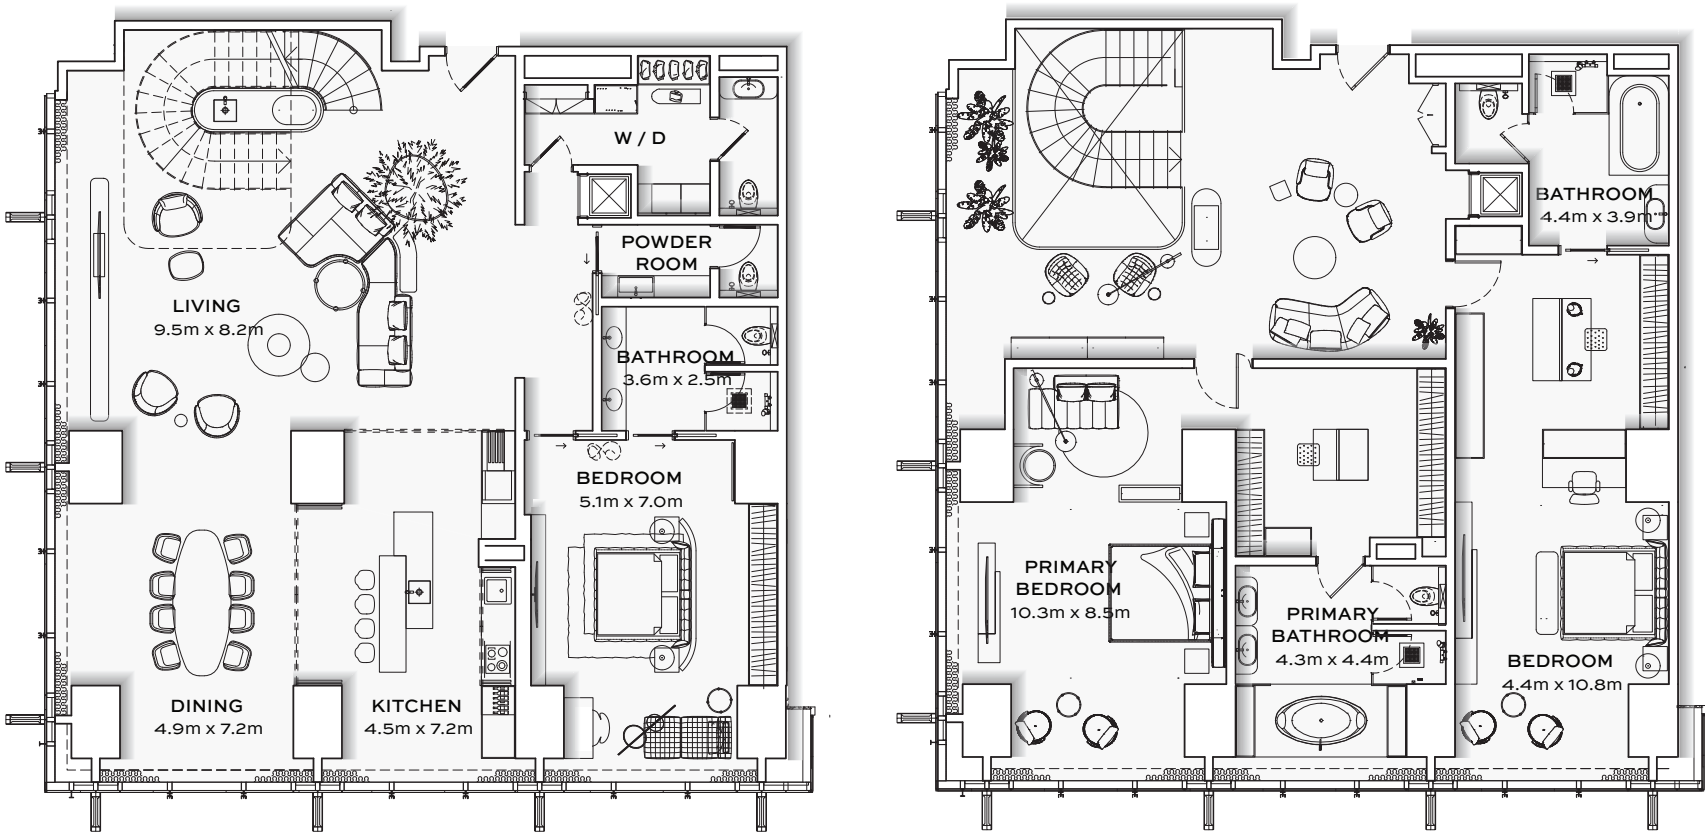 W / D
POWDER
ROOM
LIVING
9.5m x 8.2m
BATHROOM
3.6m x 2.5m
BEDROOM
5.1m x 7.0m
DINING
4.9m x 7.2m
KITCHEN
4.5m x 7.2m
BATHROOM
4.4m x 3.9m
PRIMARY
BEDROOM
10.3m x 8.5m
PRIMARY
BATHROOM
4.3m x 4.4m
BEDROOM
4.4m x 10.8m